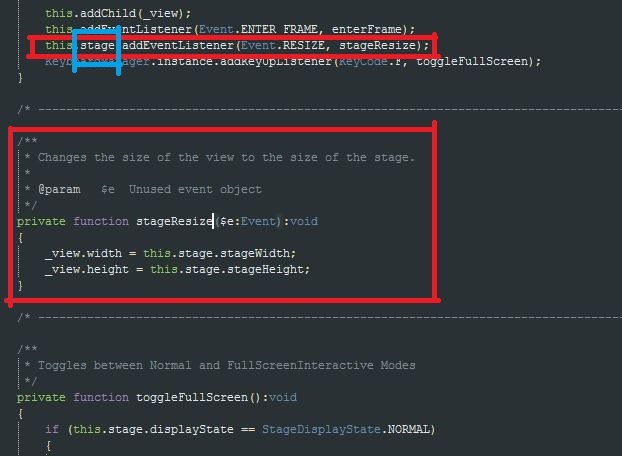 this.addChild(_view);
this.addEventListener(Event.ENTER_FRAME, enterFrame);
this.stage.addEventListener(Event.RESIZE, stageResize);
KeyboardManager.instance.addKeyUpListener(KeyCode.F, toggleFullScreen);
}
/* ------------------------------------------------------------------------------------
/**
* Changes the size of the view to the size of the stage.
*
* @param $e Unused event object
*/
private function stageResize($e:Event):void
{
_view.width = this.stage.stageWidth;
_view.height = this.stage.stageHeight;
}
/* ------------------------------------------------------------------------------------
/**
* Toggles between Normal and FullScreenInteractive Modes
*/
private function toggleFullScreen():void
{
if (this.stage.displayState == StageDisplayState.NORMAL)
{